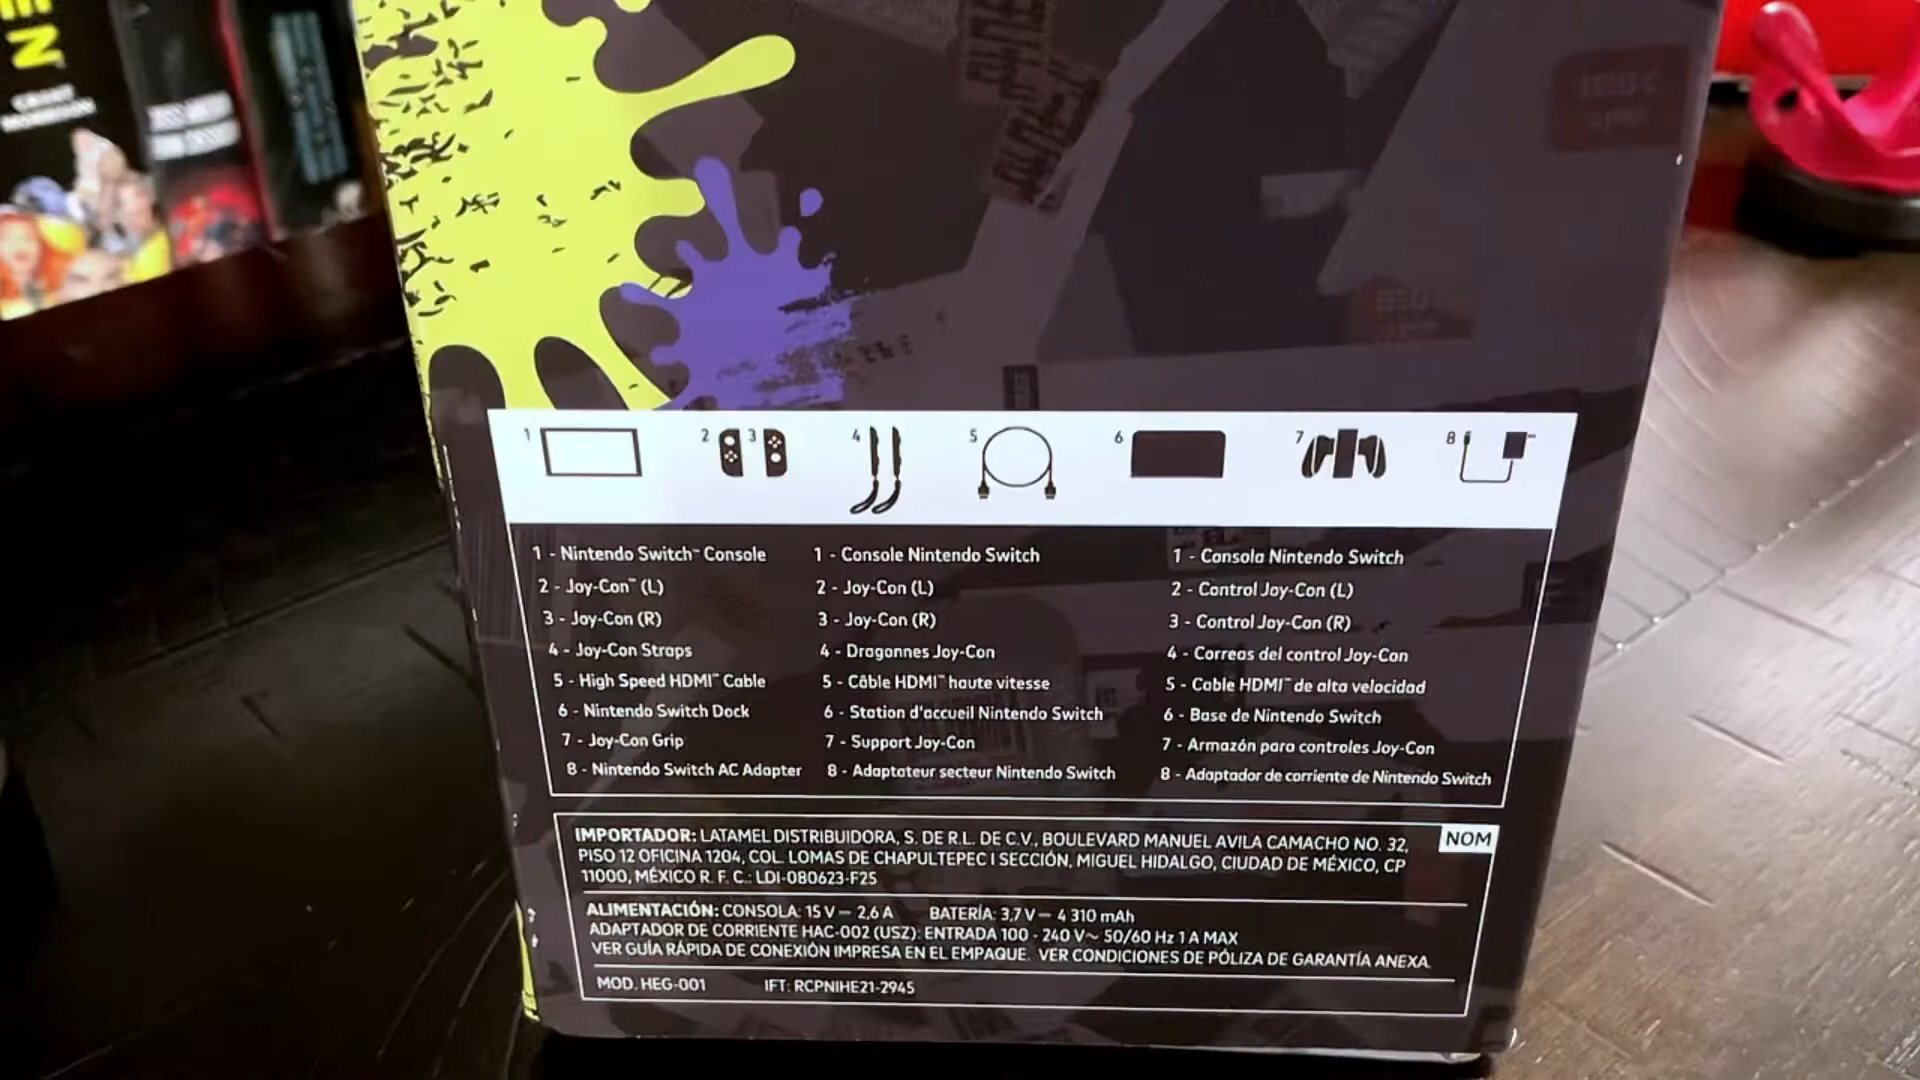 1
2
3
4
5
6
7
8
1 - Nintendo Switch™ Console
2 - Joy-Con™ (L)
3 - Joy-Con (R)
4 - Joy-Con Straps
5 - High Speed HDMI™ Cable
6 - Nintendo Switch Dock
7 - Joy-Con Grip
8 - Nintendo Switch AC Adapter
1 - Console Nintendo Switch
2 - Joy-Con (L)
3 - Joy-Con (R)
4 - Dragonnes Joy-Con
5 - Câble HDMI™ haute vitesse
6 - Station d'accueil Nintendo Switch
7 - Support Joy-Con
8 - Adaptateur secteur Nintendo Switch
1 - Consola Nintendo Switch
2 - Control Joy-Con (L)
3 - Control Joy-Con (R)
4 - Correas del control Joy-Con
5 - Cable HDMI™ de alta velocidad
6 - Base de Nintendo Switch
7 - Armazón para controles Joy-Con
8 - Adaptador de corriente de Nintendo Switch
IMPORTADOR: LATAMEL DISTRIBUIDORA, S. DE R.L. DE C.V., BOULEVARD MANUEL AVILA CAMACHO NO. 32,
PISO 12 OFICINA 1204, COL. LOMAS DE CHAPULTEPEC I SECCIÓN, MIGUEL HIDALGO, CIUDAD DE MÉXICO, CP
11000, MÉXICO R. F. C.: LDI-080623-F25
NOM
ALIMENTACIÓN: CONSOLA: 15 V ⎓ 2,6 A BATERÍA: 3,7 V ⎓ 4 310 mAh
ADAPTADOR DE CORRIENTE HAC-002 (USZ): ENTRADA 100 - 240 V~ 50/60 Hz 1 A MAX
VER GUÍA RÁPIDA DE CONEXIÓN IMPRESA EN EL EMPAQUE. VER CONDICIONES DE PÓLIZA DE GARANTÍA ANEXA.
MOD. HEG-001 IFT: RCPNIHE21-2945